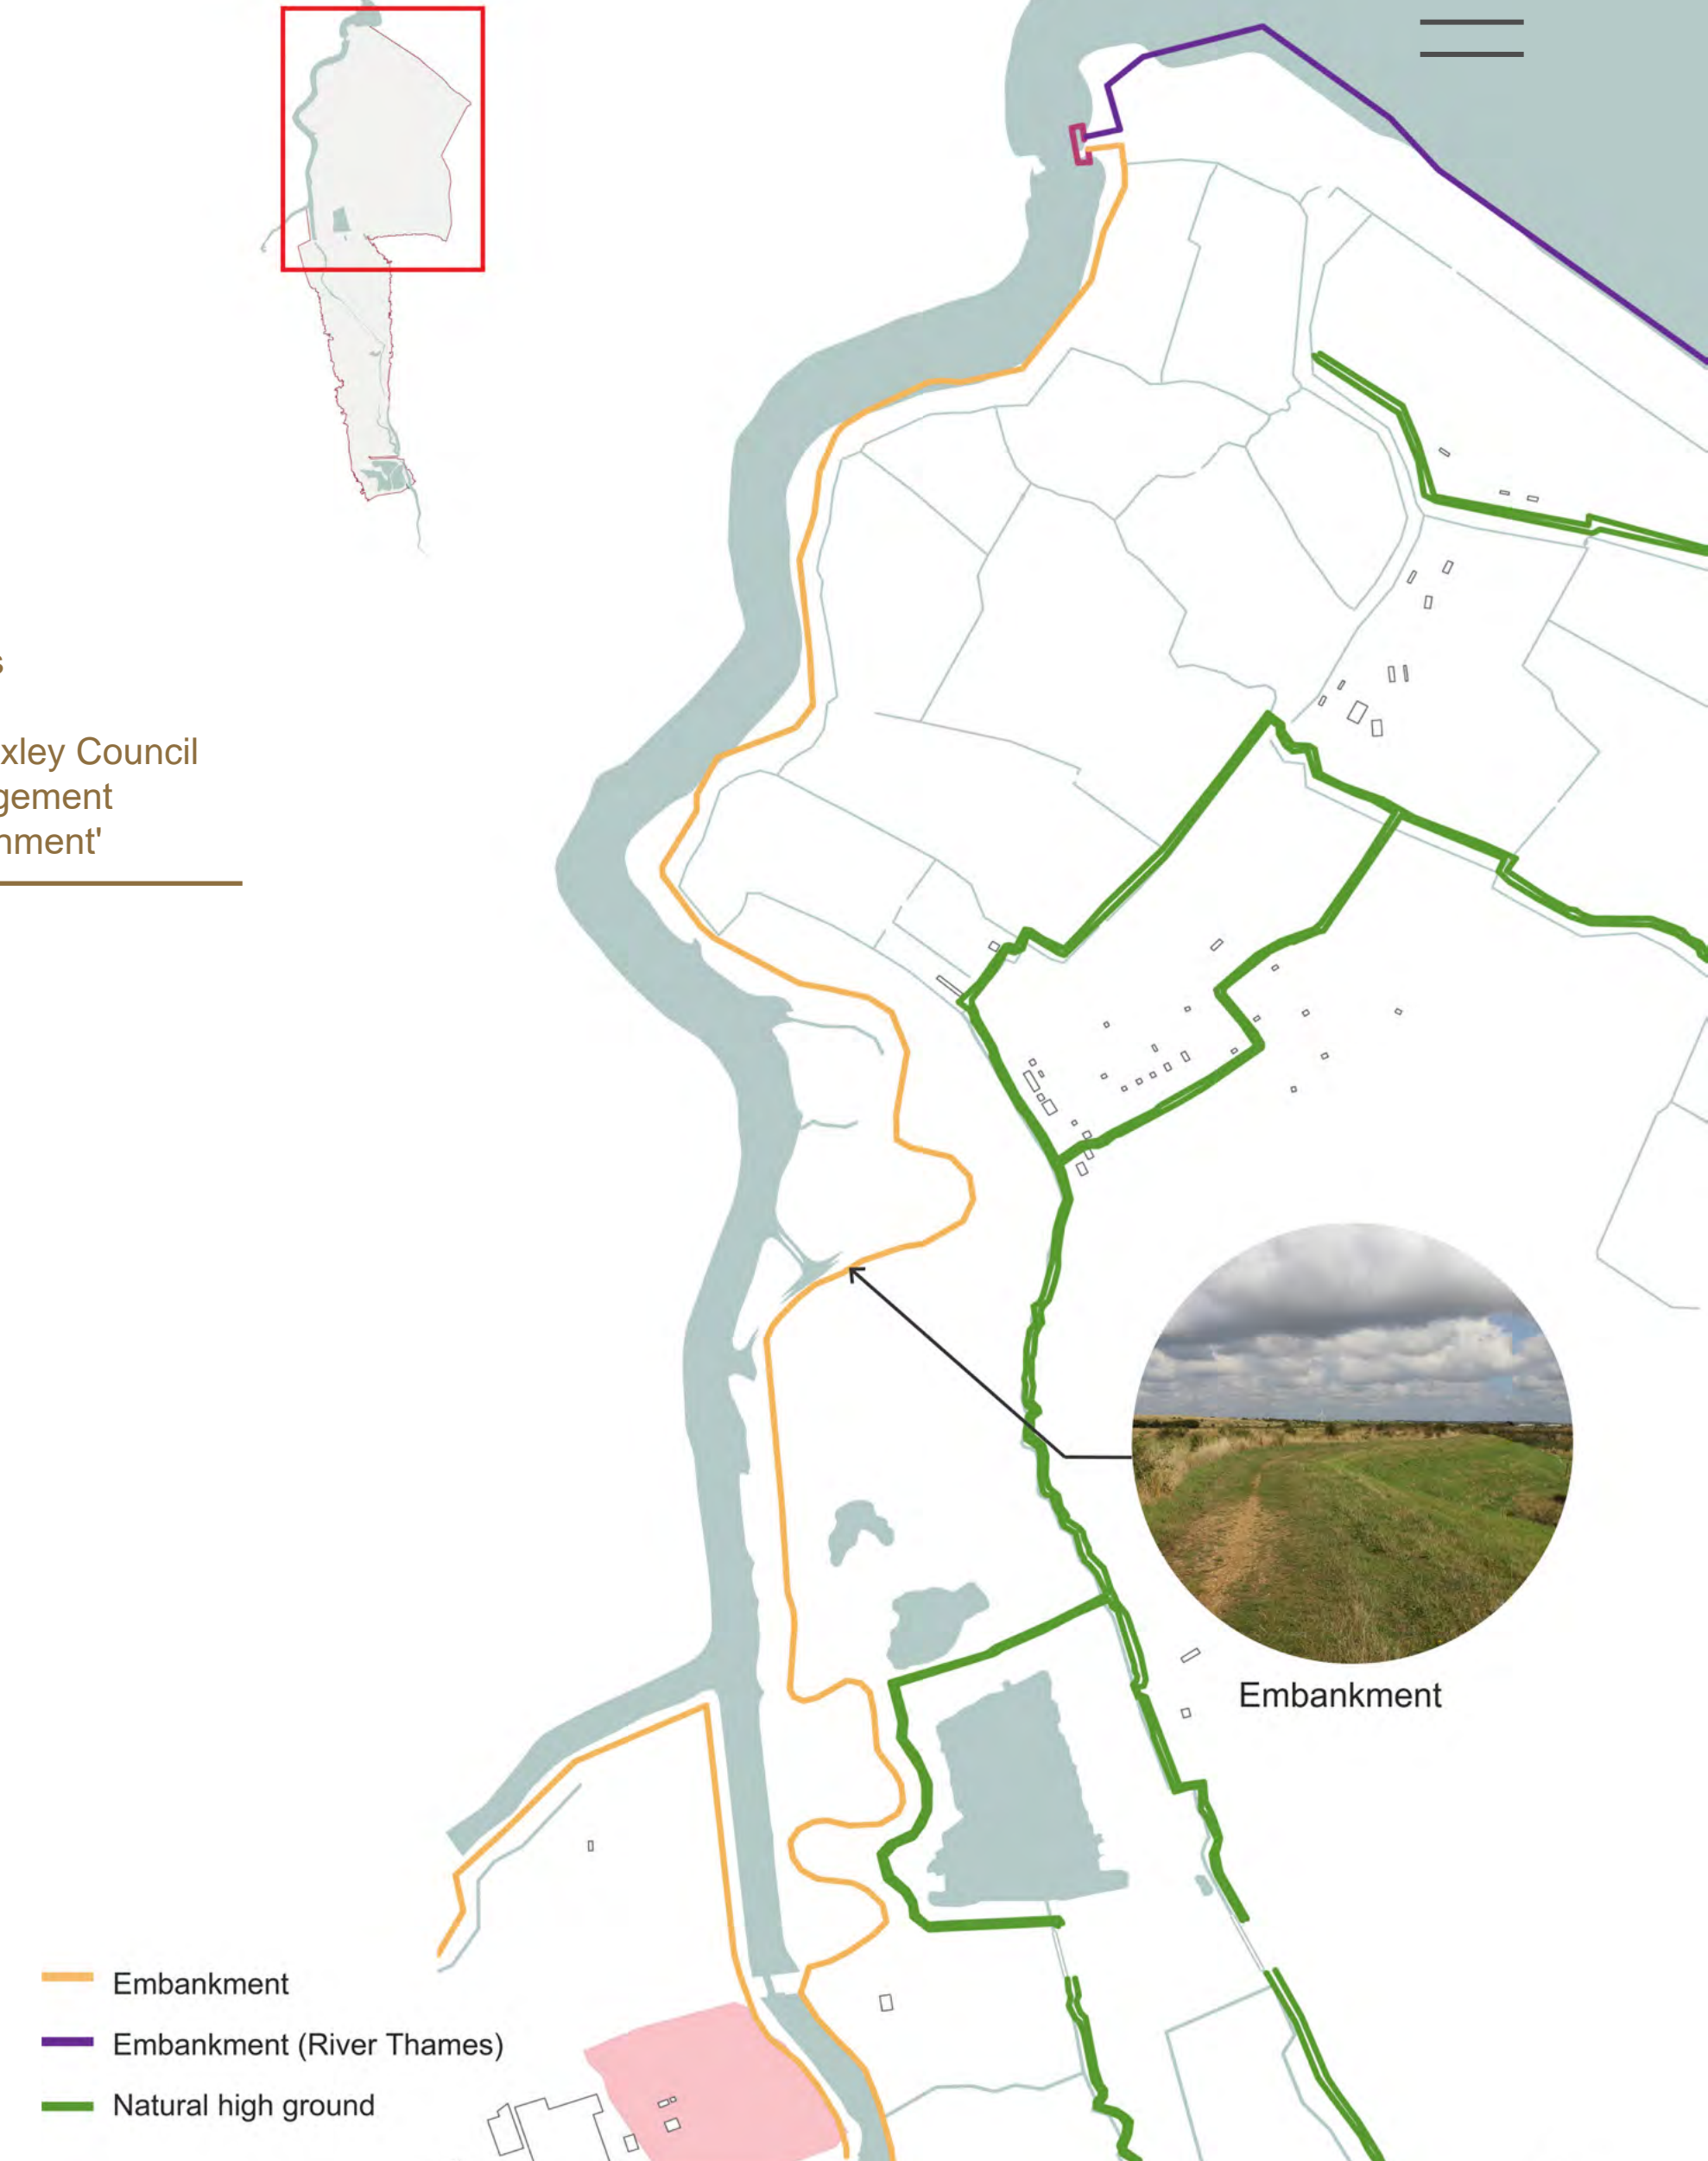 xley Council
gement
nment'
Embankment
Embankment
Embankment (River Thames)
Natural high ground